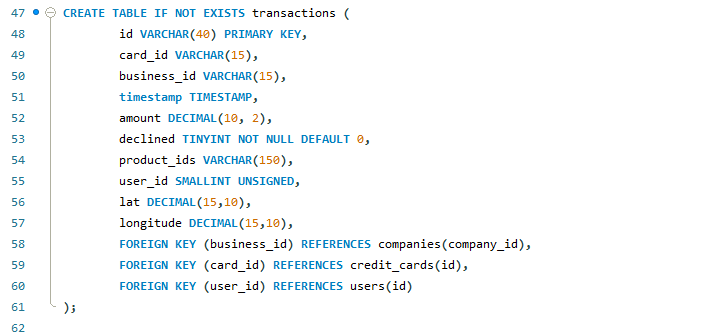 47 CREATE TABLE IF NOT EXISTS transactions (
48 id VARCHAR(40) PRIMARY KEY,
49 card_id VARCHAR(15),
50 business_id VARCHAR(15),
51 timestamp TIMESTAMP,
52 amount DECIMAL(10, 2),
53 declined TINYINT NOT NULL DEFAULT 0,
54 product_ids VARCHAR(150),
55 user_id SMALLINT UNSIGNED,
56 lat DECIMAL(15,10),
57 longitude DECIMAL(15,10),
58 FOREIGN KEY (business_id) REFERENCES companies(company_id),
59 FOREIGN KEY (card_id) REFERENCES credit_cards(id),
60 FOREIGN KEY (user_id) REFERENCES users(id)
61 );
62